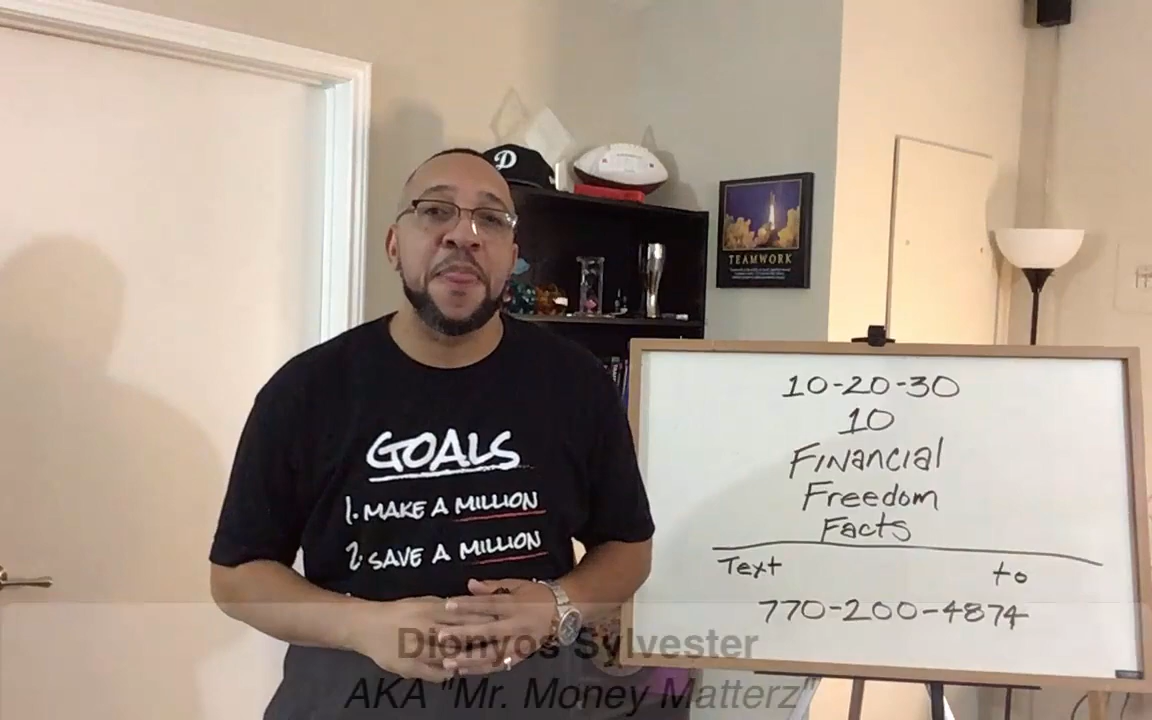 D
TEAMWORK
10-20-30
10
Financial
Freedom
Facts
Text to
770-200-4874
GOALS
1. MAKE A MILLION
2. SAVE A MILLION
Dionyos Sylvester
AKA "Mr. Money Matterz"